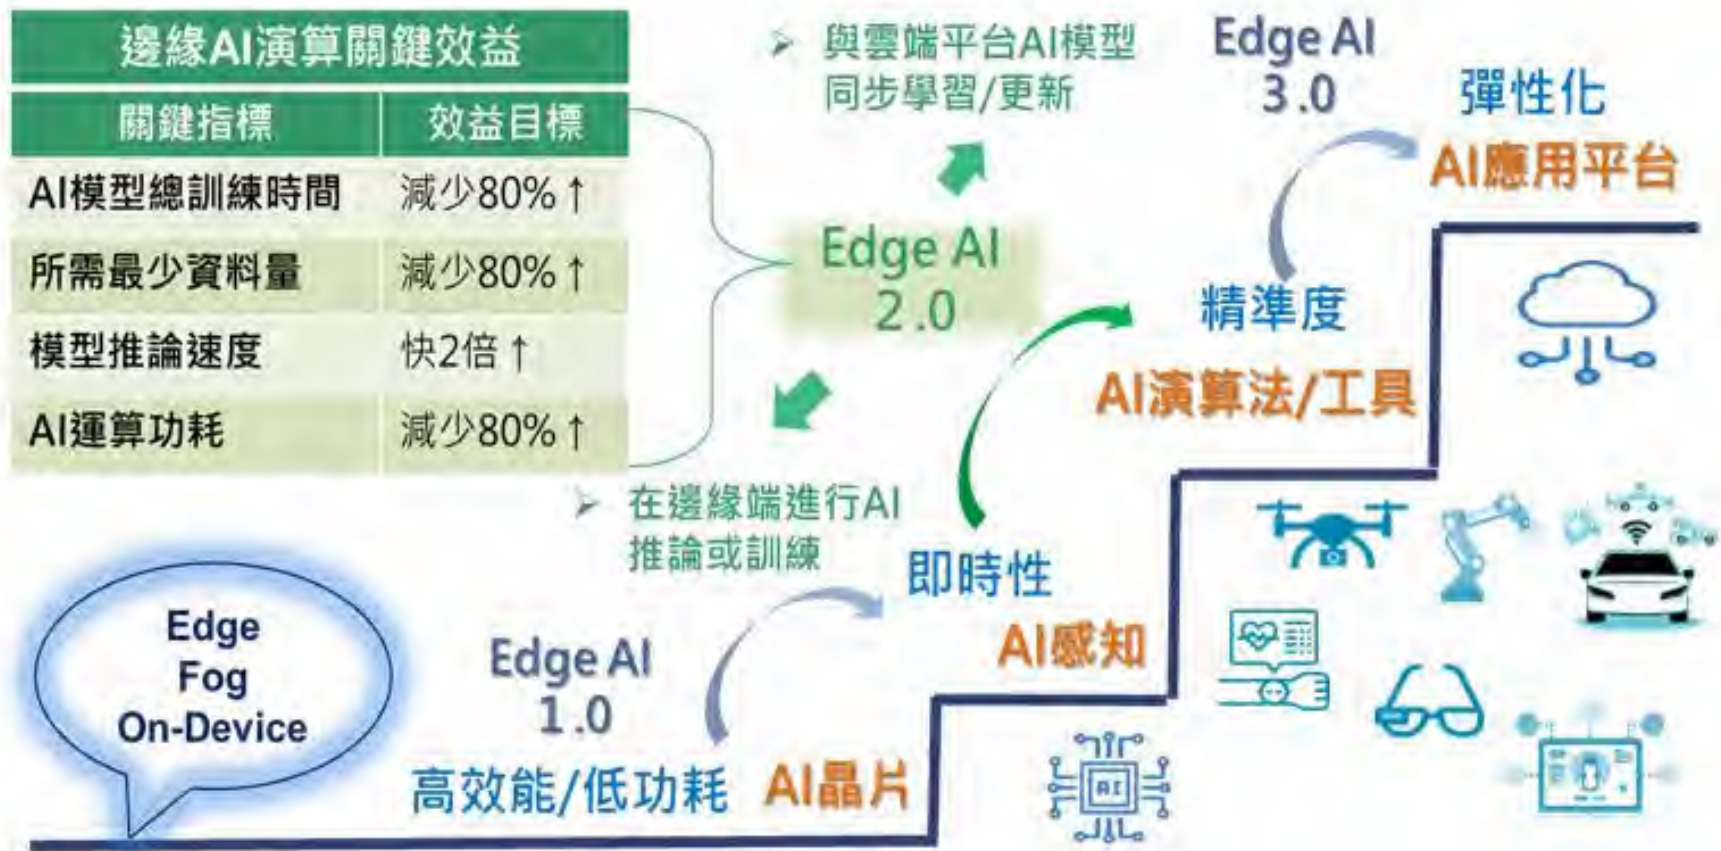 邊緣AI演算關鍵效益
關鍵指標 效益目標
AI模型總訓練時間 減少80%↑
所需最少資料量 減少80%↑
模型推論速度 快2倍↑
AI運算功耗 減少80%↑
➢ 與雲端平台AI模型
同步學習/更新
Edge AI
2.0
➢ 在邊緣端進行AI
推論或訓練
Edge AI
3.0
彈性化
AI應用平台
精準度
AI演算法/工具
即時性
AI感知
Edge AI
1.0
高效能/低功耗 AI晶片
Edge
Fog
On-Device
AI